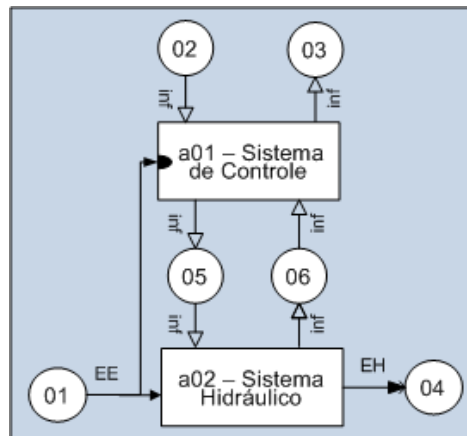 02
03
inf
inf
a01 – Sistema
de Controle
inf
inf
05
06
inf
inf
EE
01
a02 – Sistema
Hidráulico
EH
04